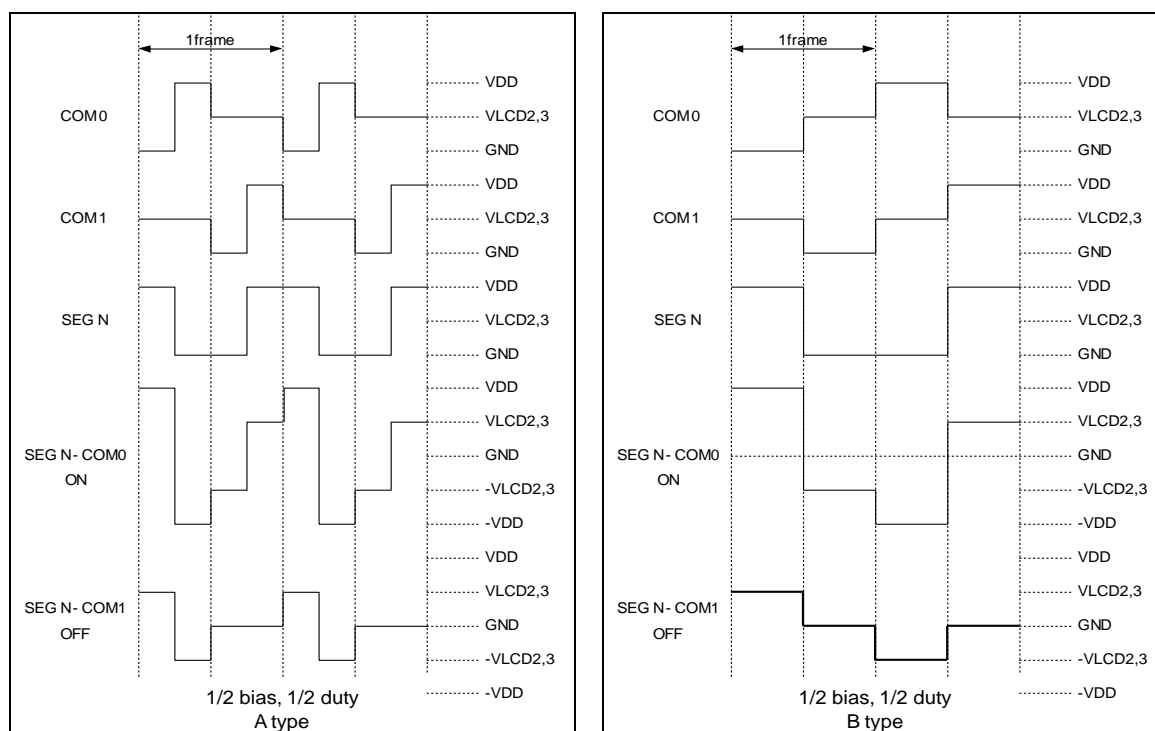 1frame
COM0
VDD
VLCD2,3
GND
COM1
VDD
VLCD2,3
GND
SEG N
VDD
VLCD2,3
GND
SEG N- COM0
ON
VDD
VLCD2,3
GND
-VLCD2,3
-VDD
SEG N- COM1
OFF
VDD
VLCD2,3
GND
-VLCD2,3
-VDD
1/2 bias, 1/2 duty
A type
1frame
COM0
VDD
VLCD2,3
GND
COM1
VDD
VLCD2,3
GND
SEG N
VDD
VLCD2,3
GND
SEG N- COM0
ON
VDD
VLCD2,3
GND
-VLCD2,3
-VDD
SEG N- COM1
OFF
VDD
VLCD2,3
GND
-VLCD2,3
-VDD
1/2 bias, 1/2 duty
B type